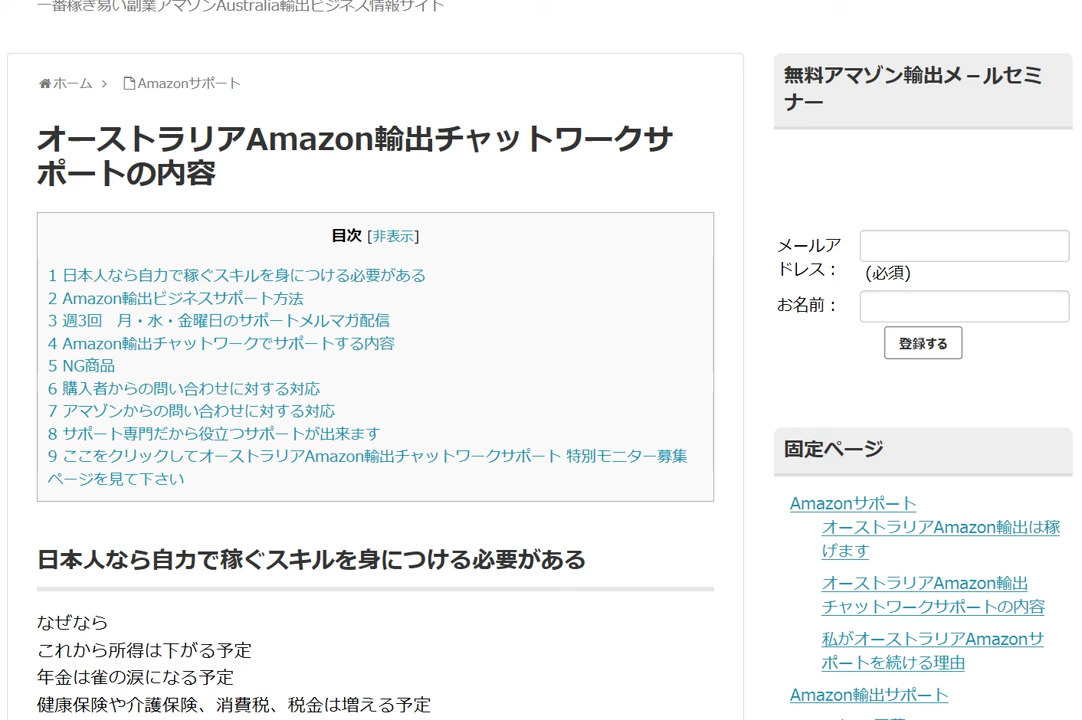 一番稼ぎ易い副業アマゾンAustralia輸出ビジネス情報サイト
ホーム > Amazonサポート
オーストラリアAmazon輸出チャットワークサ
ポートの内容
目次 [非表示]
1 日本人なら自力で稼ぐスキルを身につける必要がある
2 Amazon輸出ビジネスサポート方法
3 週3回　月・水・金曜日のサポートメルマガ配信
4 Amazon輸出チャットワークでサポートする内容
5 NG商品
6 購入者からの問い合わせに対する対応
7 アマゾンからの問い合わせに対する対応
8 サポート専門だから役立つサポートが出来ます
9 ここをクリックしてオーストラリアAmazon輸出チャットワークサポート 特別モニター募集
ページを見て下さい
日本人なら自力で稼ぐスキルを身につける必要がある
なぜなら
これから所得は下がる予定
年金は雀の涙になる予定
健康保険や介護保険、消費税、税金は増える予定
無料アマゾン輸出メールセミ
ナー
メールア
ドレス：
(必須)
お名前：
登録する
固定ページ
Amazonサポート
オーストラリアAmazon輸出は稼
げます
オーストラリアAmazon輸出
チャットワークサポートの内容
私がオーストラリアAmazonサ
ポートを続ける理由
Amazon輸出サポート